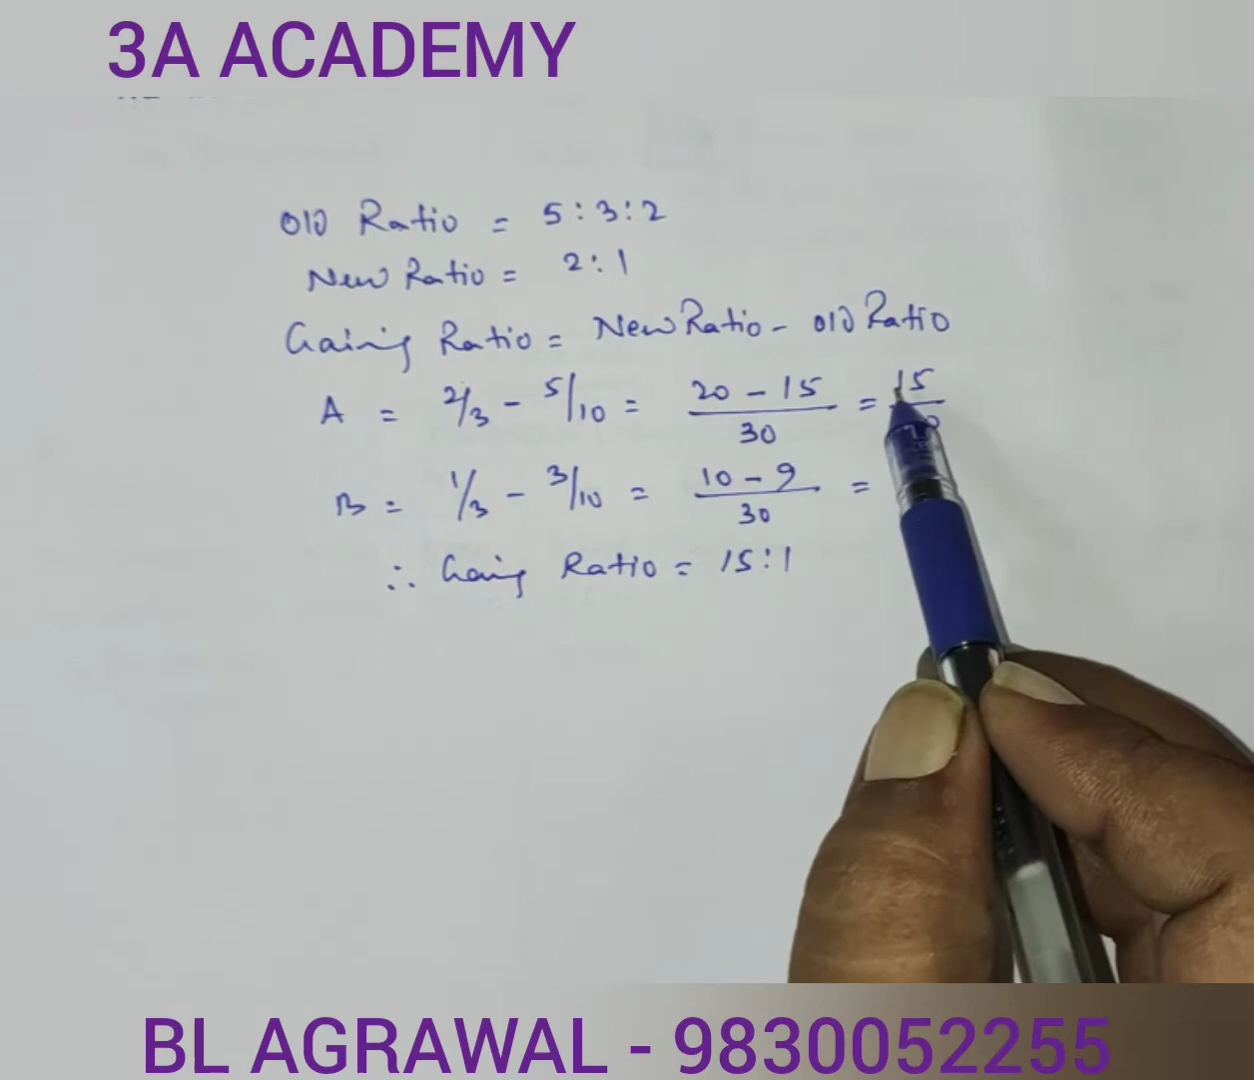 3A ACADEMY
Old Ratio = 5:3:2
New Ratio = 2:1
Gaining Ratio = New Ratio - Old Ratio
A = 2/3 - 5/10 = 20 - 15 / 30 = 15
B = 1/3 - 3/10 = 10 - 9 / 30 =
∴ Gaing Ratio = 15:1
BL AGRAWAL - 9830052255